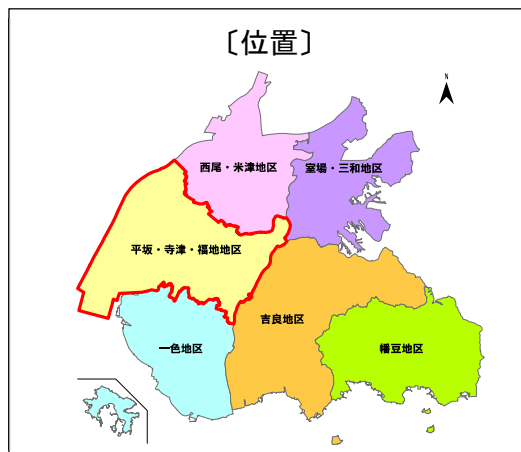 〔位置〕
N
西尾・米津地区
室場・三和地区
平坂・寺津・福地地区
吉良地区
一色地区
幡豆地区